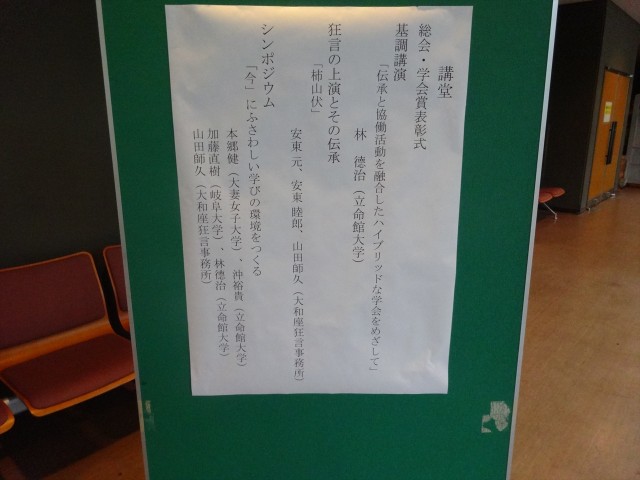 講堂
総会・学会賞表彰式
基調講演
「伝承と協働活動を融合したハイブリッドな学会をめざして」
林　徳治（立命館大学）
狂言の上演とその伝承
「柿山伏」
安東 元、安東 睦郎、山田師久（大和座狂言事務所）
シンポジウム
「今」にふさわしい学びの環境をつくる
本郷健（大妻女子大学）、沖裕貴（立命館大学）
加藤直樹（岐阜大学）、林徳治（立命館大学）
山田師久（大和座狂言事務所）